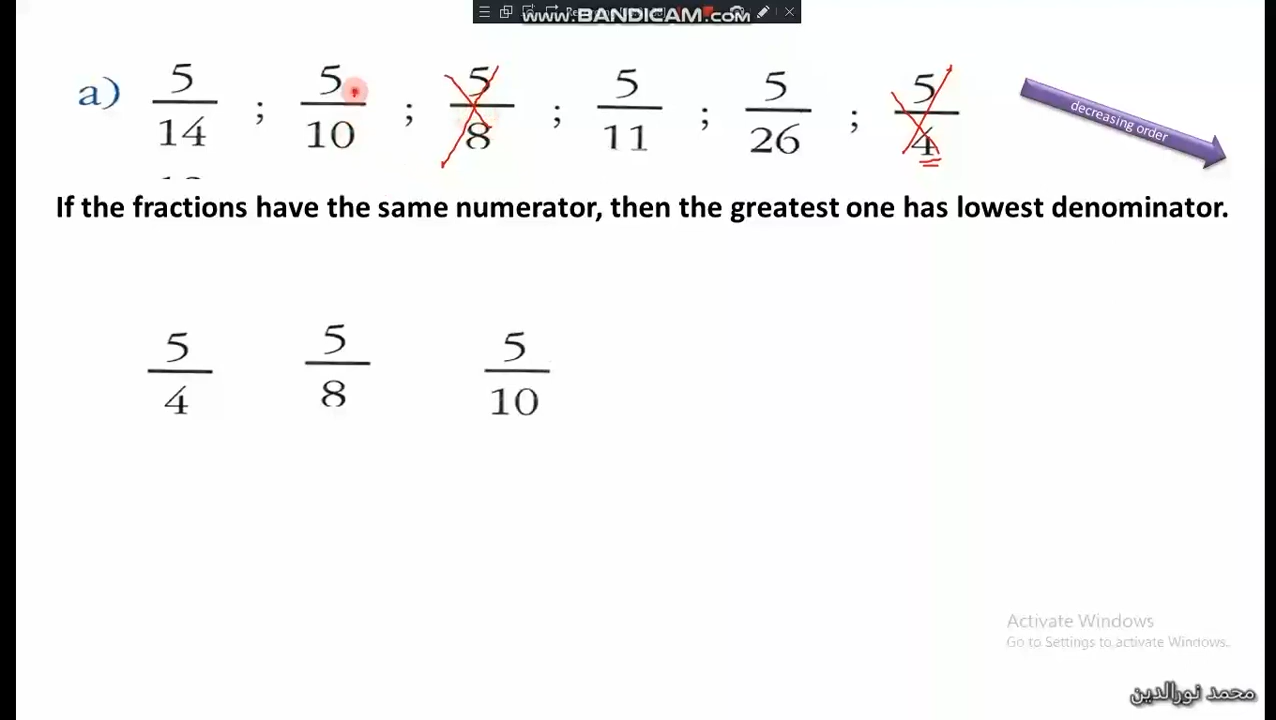 www.BANDICAM.com
a) 5/14 ; 5/10 ; 5/8 ; 5/11 ; 5/26 ; 5/4
decreasing order
If the fractions have the same numerator, then the greatest one has lowest denominator.
5/4 5/8 5/10
Activate Windows
Go to Settings to activate Windows.
محمد نورالدين